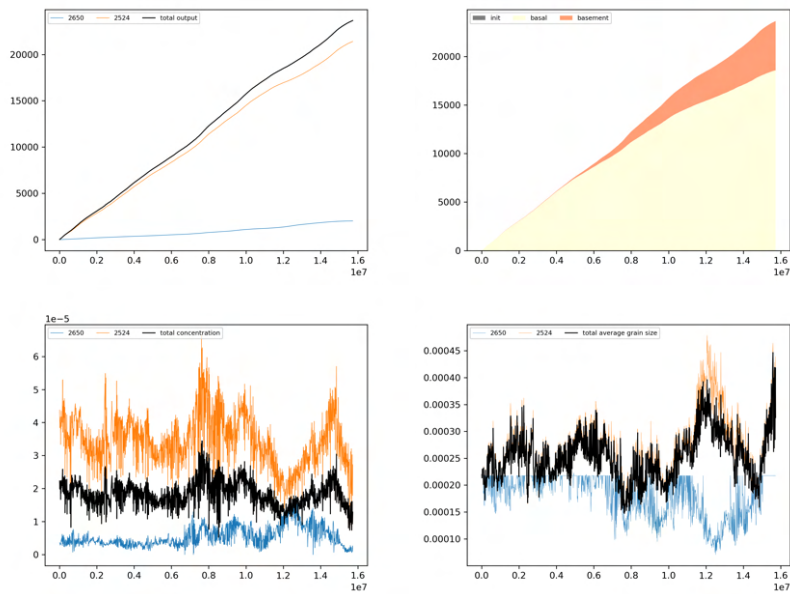 2650 2524 total output
20000
15000
10000
5000
0
0.0 0.2 0.4 0.6 0.8 1.0 1.2 1.4 1.6
1e7
init basal basement
20000
15000
10000
5000
0
0.0 0.2 0.4 0.6 0.8 1.0 1.2 1.4 1.6
1e7
1e−5
2650 2524 total concentration
6
5
4
3
2
1
0
0.0 0.2 0.4 0.6 0.8 1.0 1.2 1.4 1.6
1e7
2650 2524 total average grain size
0.00045
0.00040
0.00035
0.00030
0.00025
0.00020
0.00015
0.00010
0.0 0.2 0.4 0.6 0.8 1.0 1.2 1.4 1.6
1e7